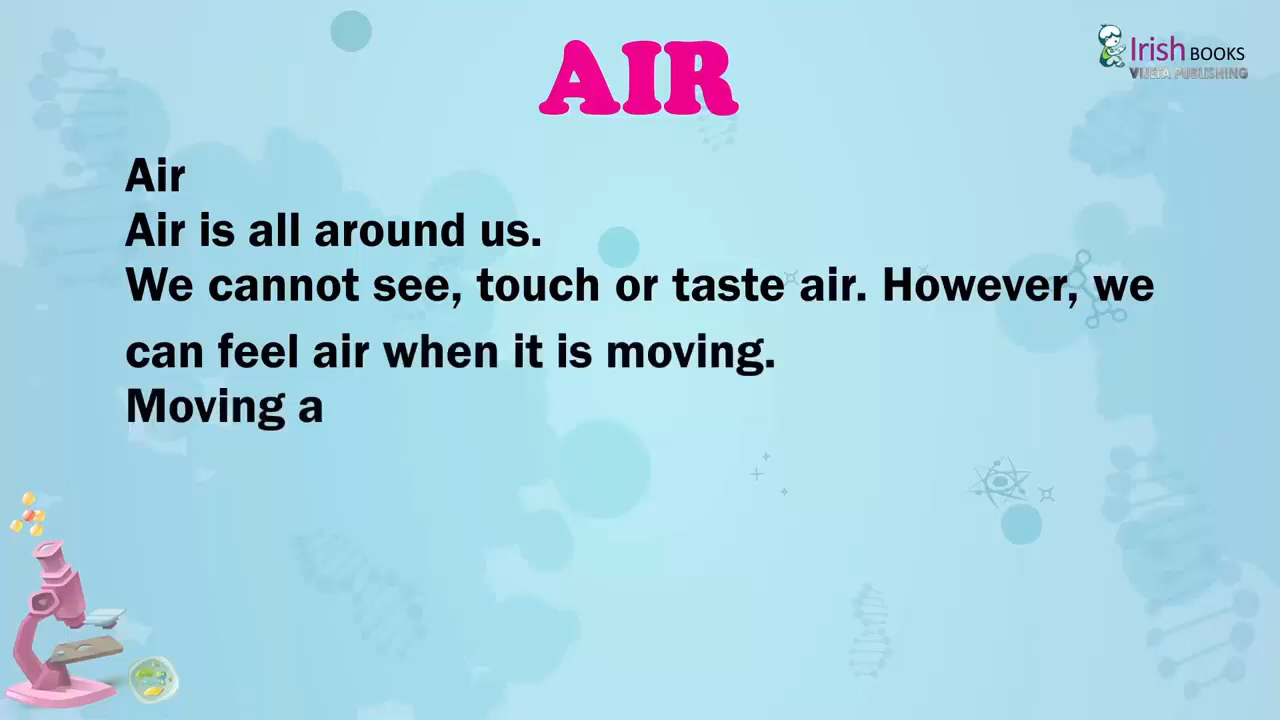 AIR
Irish BOOKS
VINETA PUBLISHING
Air
Air is all around us.
We cannot see, touch or taste air. However, we
can feel air when it is moving.
Moving a